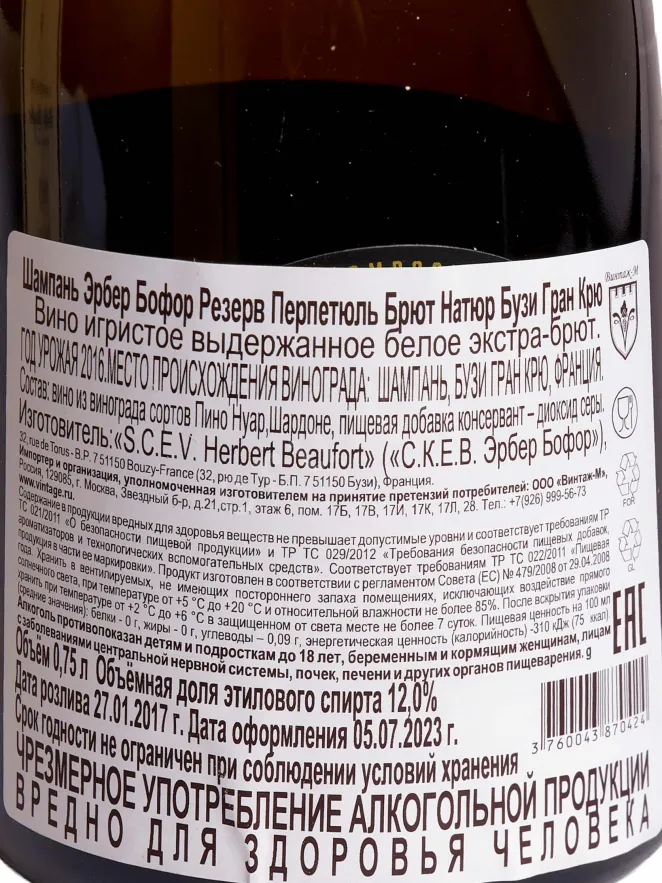 Шампань Эрбер Бофор Резерв Перпетюль Брют Натюр Бузи Гран Крю
Винтаж-М
Вино игристое выдержанное белое экстра-брют.
ГОД УРОЖАЯ 2016.МЕСТО ПРОИСХОЖДЕНИЯ ВИНОГРАДА: ШАМПАНЬ, БУЗИ ГРАН КРЮ, ФРАНЦИЯ.
Состав: вино из винограда сортов Пино Нуар,Шардоне, пищевая добавка консервант – диоксид серы.
Изготовитель:«S.C.E.V. Herbert Beaufort» («С.К.Е.В. Эрбер Бофор»),
32, rue de Torus - B.P. 7 51150 Bouzy-France (32, рю де Тур - Б.П. 7 51150 Бузи), Франция.
Импортер и организация, уполномоченная изготовителем на принятие претензий потребителей: ООО «Винтаж-М»,
Россия, 129085, г. Москва, Звездный б-р, д.21,стр.1, этаж 6, пом. 17Б, 17В, 17И, 17К, 17Л, 28. Тел.: +7(926) 999-56-73
www.vintage.ru.
Содержание в продукции вредных для здоровья веществ не превышает допустимые уровни и соответствует требованиям ТР
ТС 021/2011 «О безопасности пищевой продукции» и ТР ТС 029/2012 «Требования безопасности пищевых добавок,
ароматизаторов и технологических вспомогательных средств». Соответствует требованиям ТР ТС 022/2011 «Пищевая
продукция в части ее маркировки». Продукт изготовлен в соответствии с регламентом Совета (ЕС) № 479/2008 от 29.04.2008
года. Хранить в вентилируемых, не имеющих постороннего запаха помещениях, исключающих воздействие прямого
солнечного света, при температуре от +5 °С до +20 °С и относительной влажности не более 85%. После вскрытия упаковки
хранить при температуре от +2 °С до +6 °С в защищенном от света месте не более 7 суток. Пищевая ценность на 100 мл
(средние значения): белки - 0 г, жиры - 0 г, углеводы – 0,09 г, энергетическая ценность (калорийность) -310 кДж (75 ккал).
Алкоголь противопоказан детям и подросткам до 18 лет, беременным и кормящим женщинам, лицам
с заболеваниями центральной нервной системы, почек, печени и других органов пищеварения. g
FOR
GL
EAC
Объём 0,75 л Объёмная доля этилового спирта 12,0%
Дата розлива 27.01.2017 г. Дата оформления 05.07.2023 г.
Срок годности не ограничен при соблюдении условий хранения
3 760043 870424
ЧРЕЗМЕРНОЕ УПОТРЕБЛЕНИЕ АЛКОГОЛЬНОЙ ПРОДУКЦИИ
ВРЕДНО ДЛЯ ЗДОРОВЬЯ ЧЕЛОВЕКА